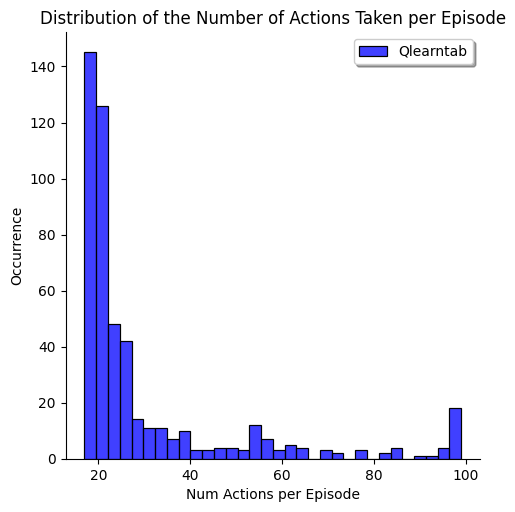 Distribution of the Number of Actions Taken per Episode
Qlearntab
140
120
100
80
60
40
20
0
Occurrence
20 40 60 80 100
Num Actions per Episode